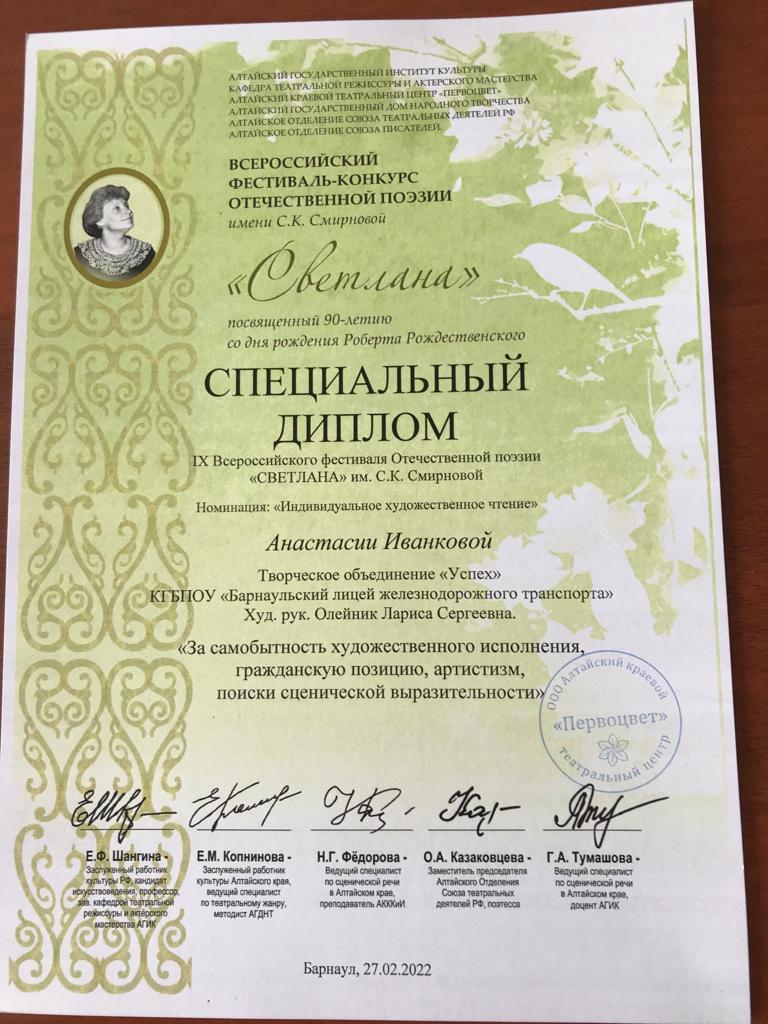 АЛТАЙСКИЙ ГОСУДАРСТВЕННЫЙ ИНСТИТУТ КУЛЬТУРЫ
КАФЕДРА ТЕАТРАЛЬНОЙ РЕЖИССУРЫ И АКТЕРСКОГО МАСТЕРСТВА
АЛТАЙСКИЙ КРАЕВОЙ ТЕАТРАЛЬНЫЙ ЦЕНТР «ПЕРВОЦВЕТ»
АЛТАЙСКИЙ ГОСУДАРСТВЕННЫЙ ДОМ НАРОДНОГО ТВОРЧЕСТВА
АЛТАЙСКОЕ ОТДЕЛЕНИЕ СОЮЗА ТЕАТРАЛЬНЫХ ДЕЯТЕЛЕЙ РФ
АЛТАЙСКОЕ ОТДЕЛЕНИЕ СОЮЗА ПИСАТЕЛЕЙ.
ВСЕРОССИЙСКИЙ
ФЕСТИВАЛЬ-КОНКУРС
ОТЕЧЕСТВЕННОЙ ПОЭЗИИ
имени С.К. Смирновой
«Светлана»
посвященный 90-летию
со дня рождения Роберта Рождественского
СПЕЦИАЛЬНЫЙ
ДИПЛОМ
IX Всероссийского фестиваля Отечественной поэзии
«СВЕТЛАНА» им. С.К. Смирновой
Номинация: «Индивидуальное художественное чтение»
Анастасии Иванковой
Творческое объединение «Успех»
КГБПОУ «Барнаульский лицей железнодорожного транспорта»
Худ. рук. Олейник Лариса Сергеевна.
«За самобытность художественного исполнения,
гражданскую позицию, артистизм,
поиски сценической выразительности»
ООО Алтайский краевой
«Первоцвет»
театральный центр
Е.Ф. Шангина -
Заслуженный работник
культуры РФ, кандидат
искусствоведения, профессор,
зав. кафедрой театральной
режиссуры и актёрского
мастерства АГИК
Е.М. Копнинова -
Заслуженный работник
культуры Алтайского края,
ведущий специалист
по театральному жанру,
методист АГДНТ
Н.Г. Фёдорова -
Ведущий специалист
по сценической речи
в Алтайском крае,
преподаватель АКККиИ
О.А. Казаковцева -
Заместитель председателя
Алтайского Отделения
Союза театральных
деятелей РФ, поэтесса
Г.А. Тумашова -
Ведущий специалист
по сценической речи
в Алтайском крае,
доцент АГИК
Барнаул, 27.02.2022